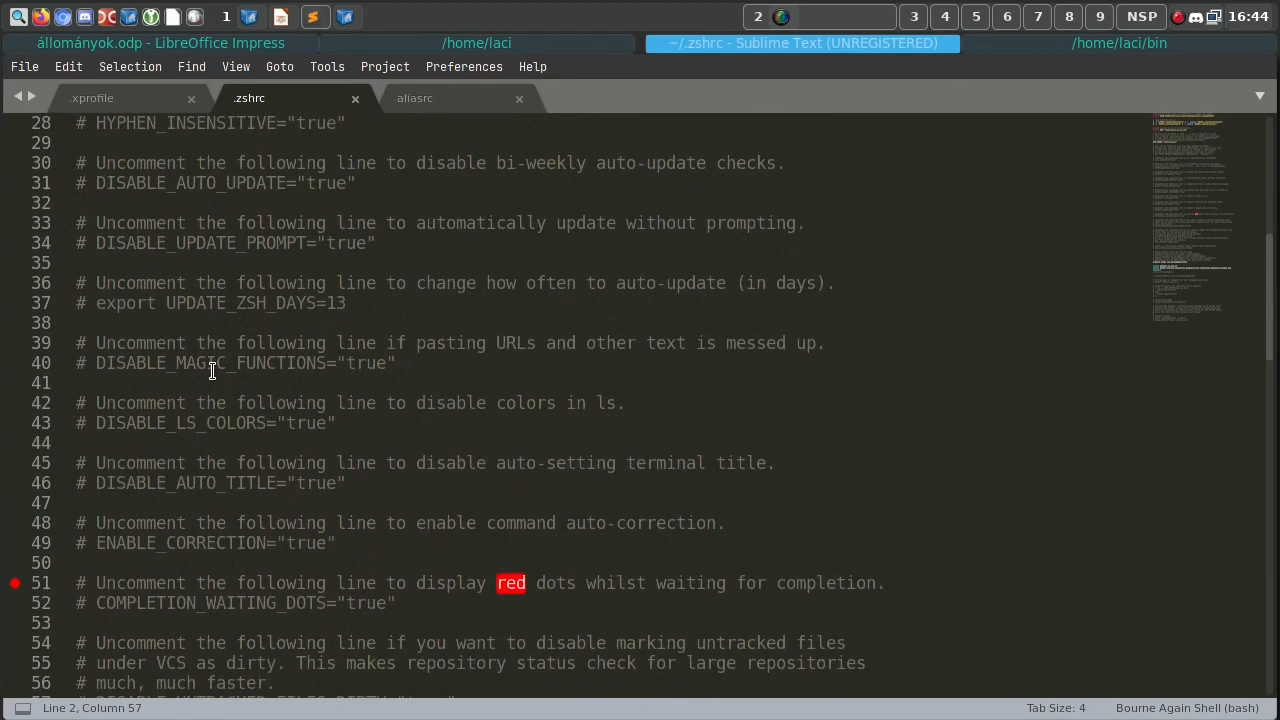 1
2
3
4
5
6
7
8
9
NSP
16:44
állományok.odp - LibreOffice Impress
/home/laci
~/.zshrc - Sublime Text (UNREGISTERED)
/home/laci/bin
File Edit Selection Find View Goto Tools Project Preferences Help
.xprofile
.zshrc
aliasrc
28 # HYPHEN_INSENSITIVE="true"
29
30 # Uncomment the following line to disable bi-weekly auto-update checks.
31 # DISABLE_AUTO_UPDATE="true"
32
33 # Uncomment the following line to automatically update without prompting.
34 # DISABLE_UPDATE_PROMPT="true"
35
36 # Uncomment the following line to change how often to auto-update (in days).
37 # export UPDATE_ZSH_DAYS=13
38
39 # Uncomment the following line if pasting URLs and other text is messed up.
40 # DISABLE_MAGIC_FUNCTIONS="true"
41
42 # Uncomment the following line to disable colors in ls.
43 # DISABLE_LS_COLORS="true"
44
45 # Uncomment the following line to disable auto-setting terminal title.
46 # DISABLE_AUTO_TITLE="true"
47
48 # Uncomment the following line to enable command auto-correction.
49 # ENABLE_CORRECTION="true"
50
51 # Uncomment the following line to display red dots whilst waiting for completion.
52 # COMPLETION_WAITING_DOTS="true"
53
54 # Uncomment the following line if you want to disable marking untracked files
55 # under VCS as dirty. This makes repository status check for large repositories
56 # much, much faster.
57 # DISABLE_UNTRACKED_FILES_DIRTY="true"
Line 2, Column 57
Tab Size: 4
Bourne Again Shell (bash)